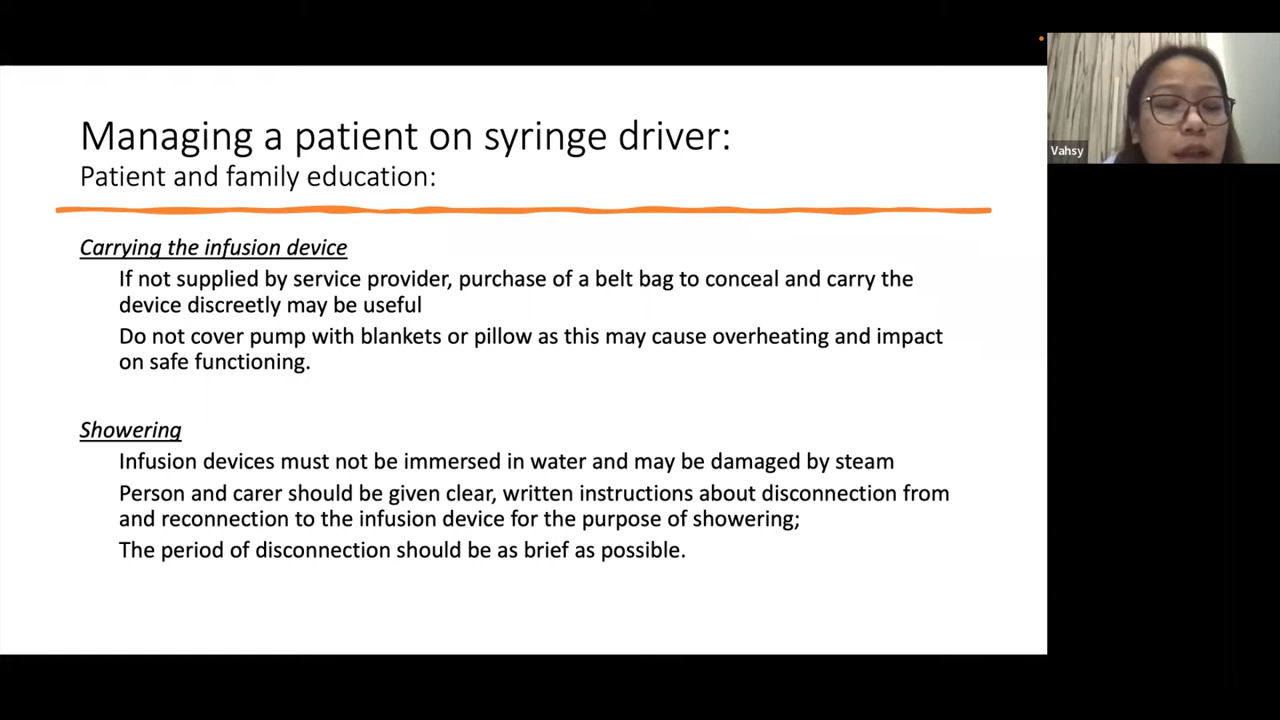 Managing a patient on syringe driver:
Patient and family education:
Vahsy
Carrying the infusion device
If not supplied by service provider, purchase of a belt bag to conceal and carry the
device discreetly may be useful
Do not cover pump with blankets or pillow as this may cause overheating and impact
on safe functioning.
Showering
Infusion devices must not be immersed in water and may be damaged by steam
Person and carer should be given clear, written instructions about disconnection from
and reconnection to the infusion device for the purpose of showering;
The period of disconnection should be as brief as possible.